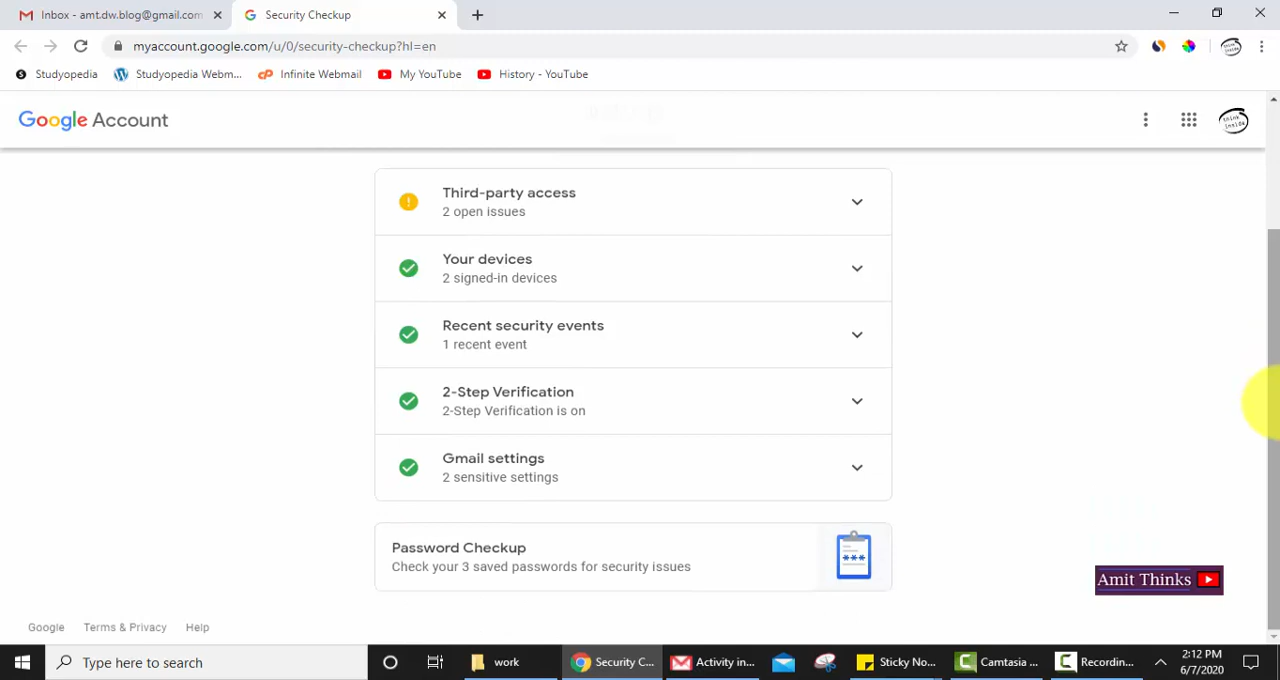 Inbox - amt.dw.blog@gmail.com
Security Checkup
myaccount.google.com/u/0/security-checkup?hl=en
Studyopedia
Studyopedia Webm...
Infinite Webmail
My YouTube
History - YouTube
Google Account
Third-party access
2 open issues
Your devices
2 signed-in devices
Recent security events
1 recent event
2-Step Verification
2-Step Verification is on
Gmail settings
2 sensitive settings
Password Checkup
Check your 3 saved passwords for security issues
Amit Thinks
Google
Terms & Privacy
Help
Type here to search
work
Security C...
Activity in...
Sticky No...
Camtasia ...
Recordin...
2:12 PM
6/7/2020